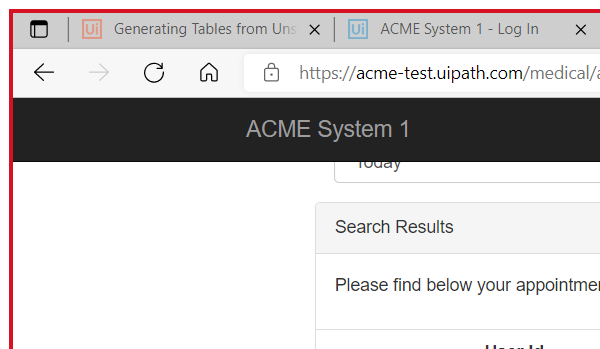 Ui Generating Tables from Uns
Ui ACME System 1 - Log In
https://acme-test.uipath.com/medical/a
ACME System 1
Today
Search Results
Please find below your appointme
User Id